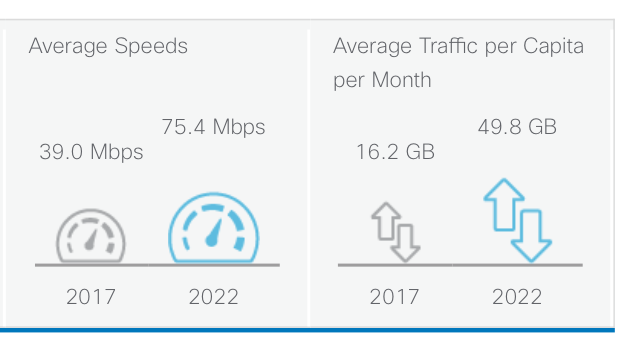 Average Speeds
75.4 Mbps
39.0 Mbps
2017
2022
Average Traffic per Capita
per Month
49.8 GB
16.2 GB
2017
2022